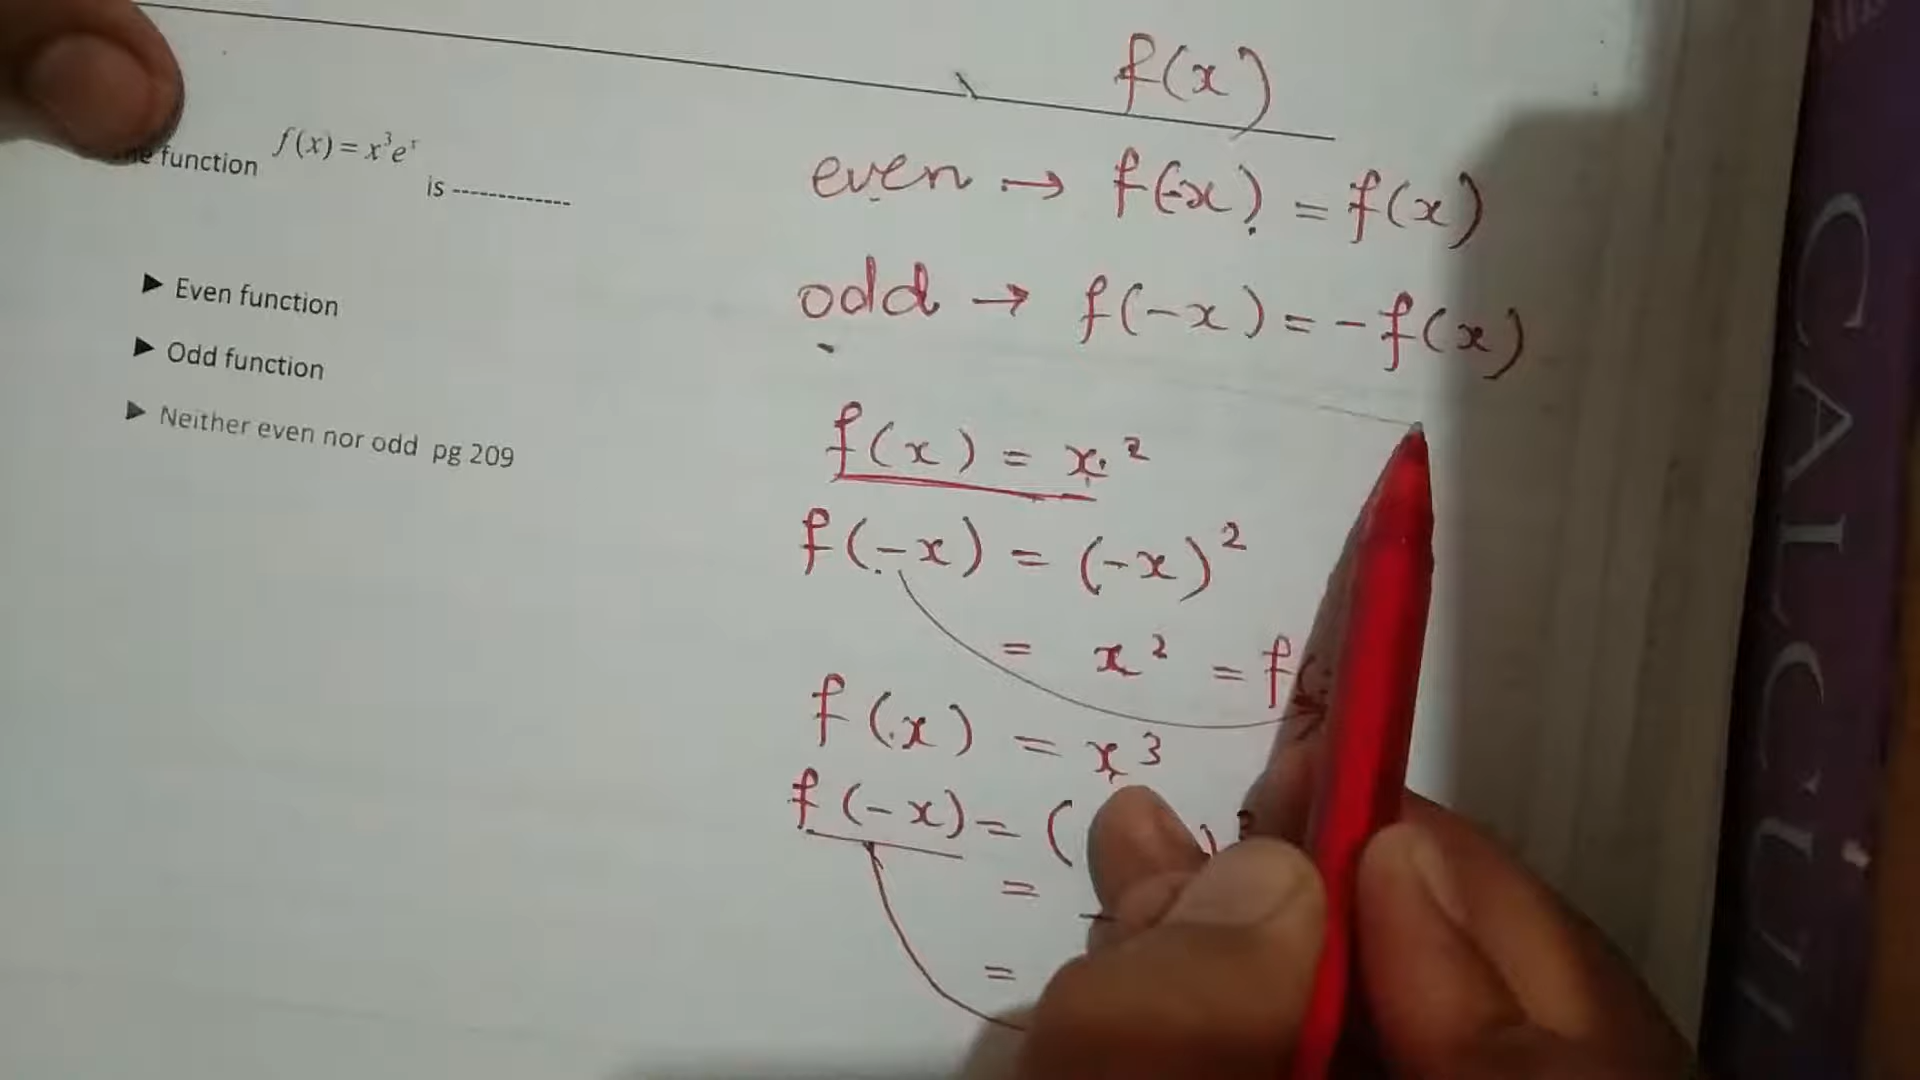 function f(x) = x³eˣ is -------------
► Even function
► Odd function
► Neither even nor odd pg 209
f(x)
even → f(-x) = f(x)
odd → f(-x) = -f(x)
f(x) = x²
f(-x) = (-x)²
= x² = f(
f(x) = x³
f(-x) = ( )³
= -
=
CALCU